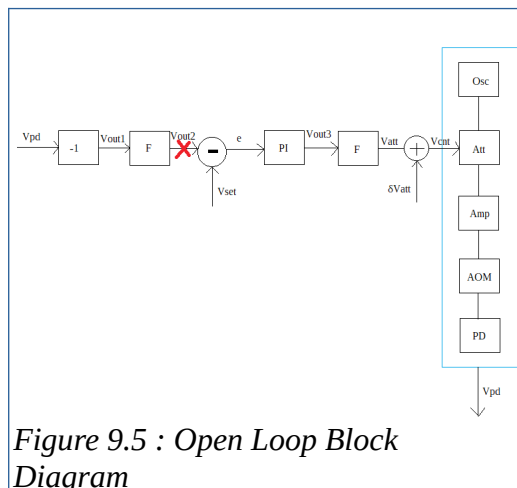 Osc
Vpd
Vout1
Vout2
e
Vout3
Vatt
Vcnt
-1
F
-
PI
F
+
Att
Vset
δVatt
Amp
AOM
PD
Vpd
Figure 9.5 : Open Loop Block
Diagram